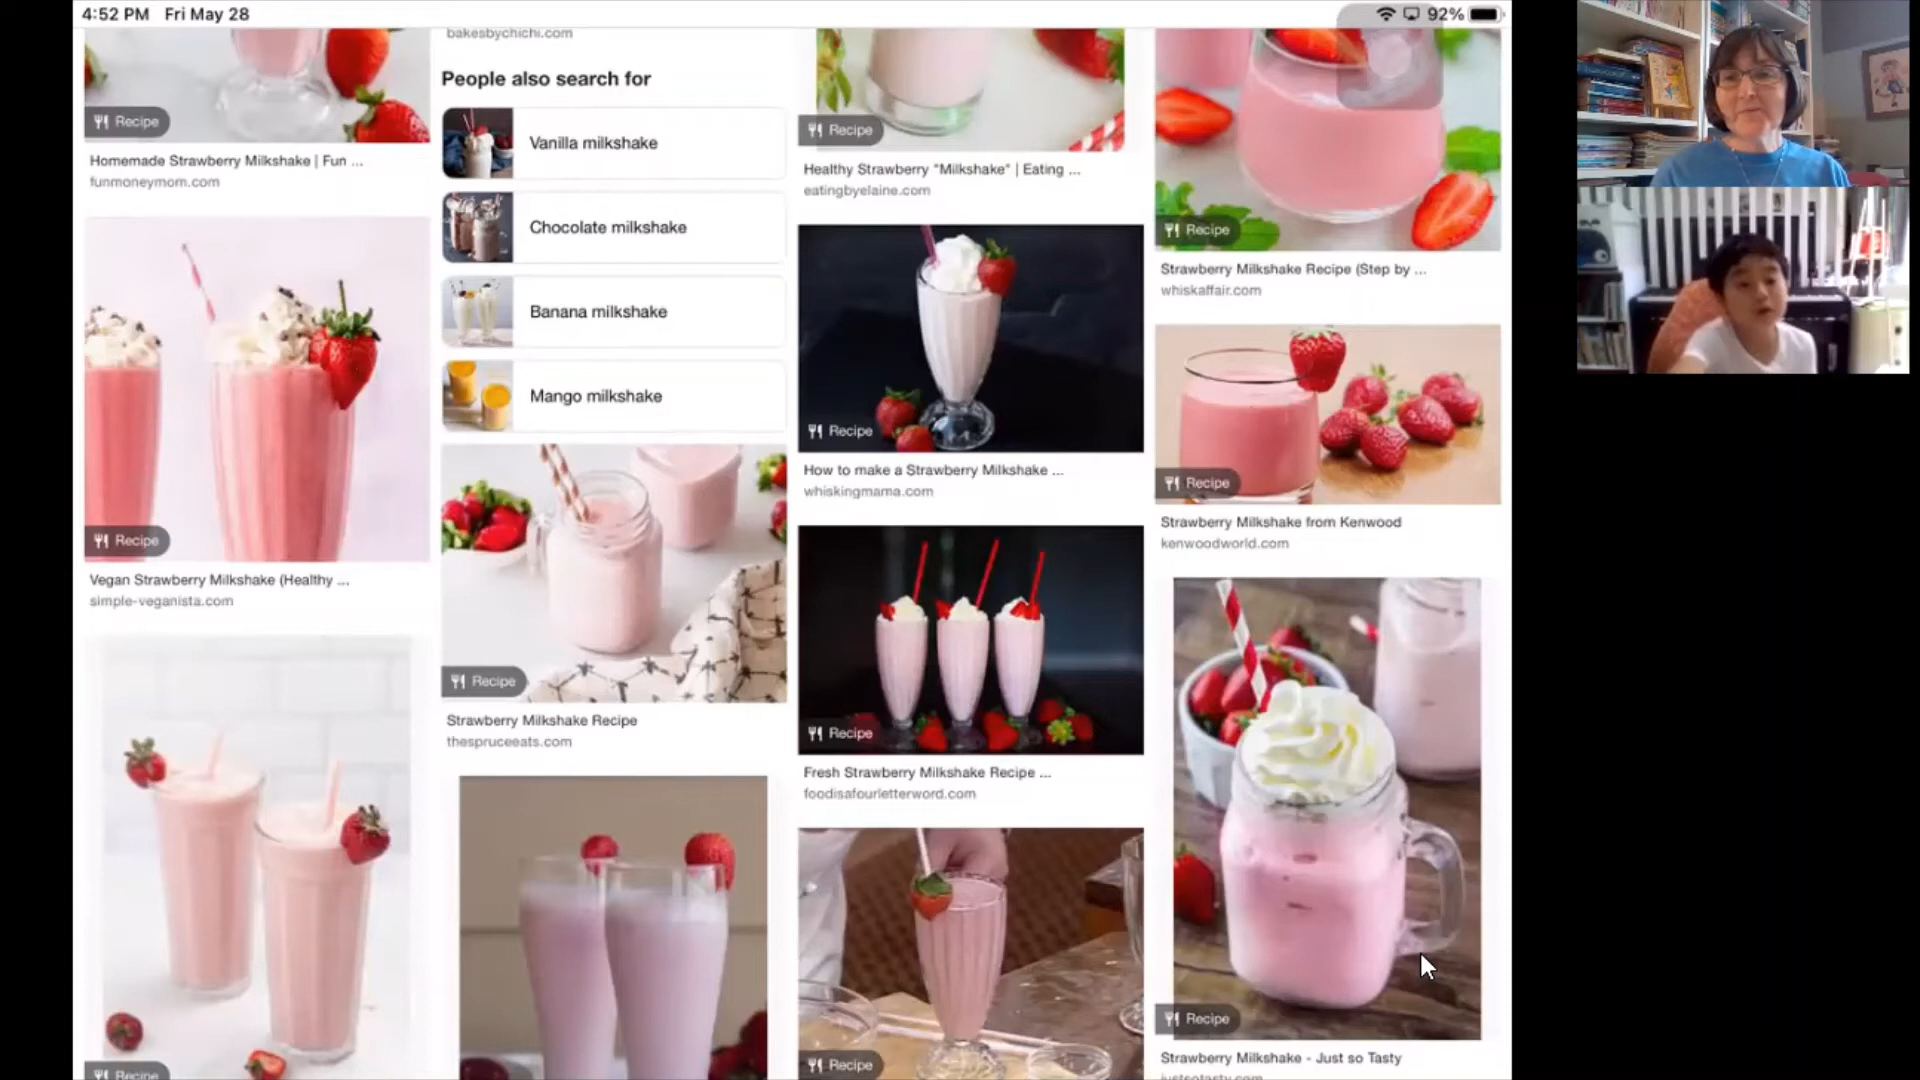 4:52 PM Fri May 28
92%
Recipe
Homemade Strawberry Milkshake | Fun ...
funmoneymom.com
Recipe
Vegan Strawberry Milkshake (Healthy ...
simple-veganista.com
Recipe
bakesbychichi.com
People also search for
Vanilla milkshake
Chocolate milkshake
Banana milkshake
Mango milkshake
Recipe
Strawberry Milkshake Recipe
thespruceeats.com
Recipe
Healthy Strawberry "Milkshake" | Eating ...
eatingbyelaine.com
Recipe
How to make a Strawberry Milkshake ...
whiskingmama.com
Recipe
Fresh Strawberry Milkshake Recipe ...
foodisafourletterword.com
Recipe
Recipe
Strawberry Milkshake Recipe (Step by ...
whiskaffair.com
Recipe
Strawberry Milkshake from Kenwood
kenwoodworld.com
Recipe
Strawberry Milkshake - Just so Tasty
justsotasty.com